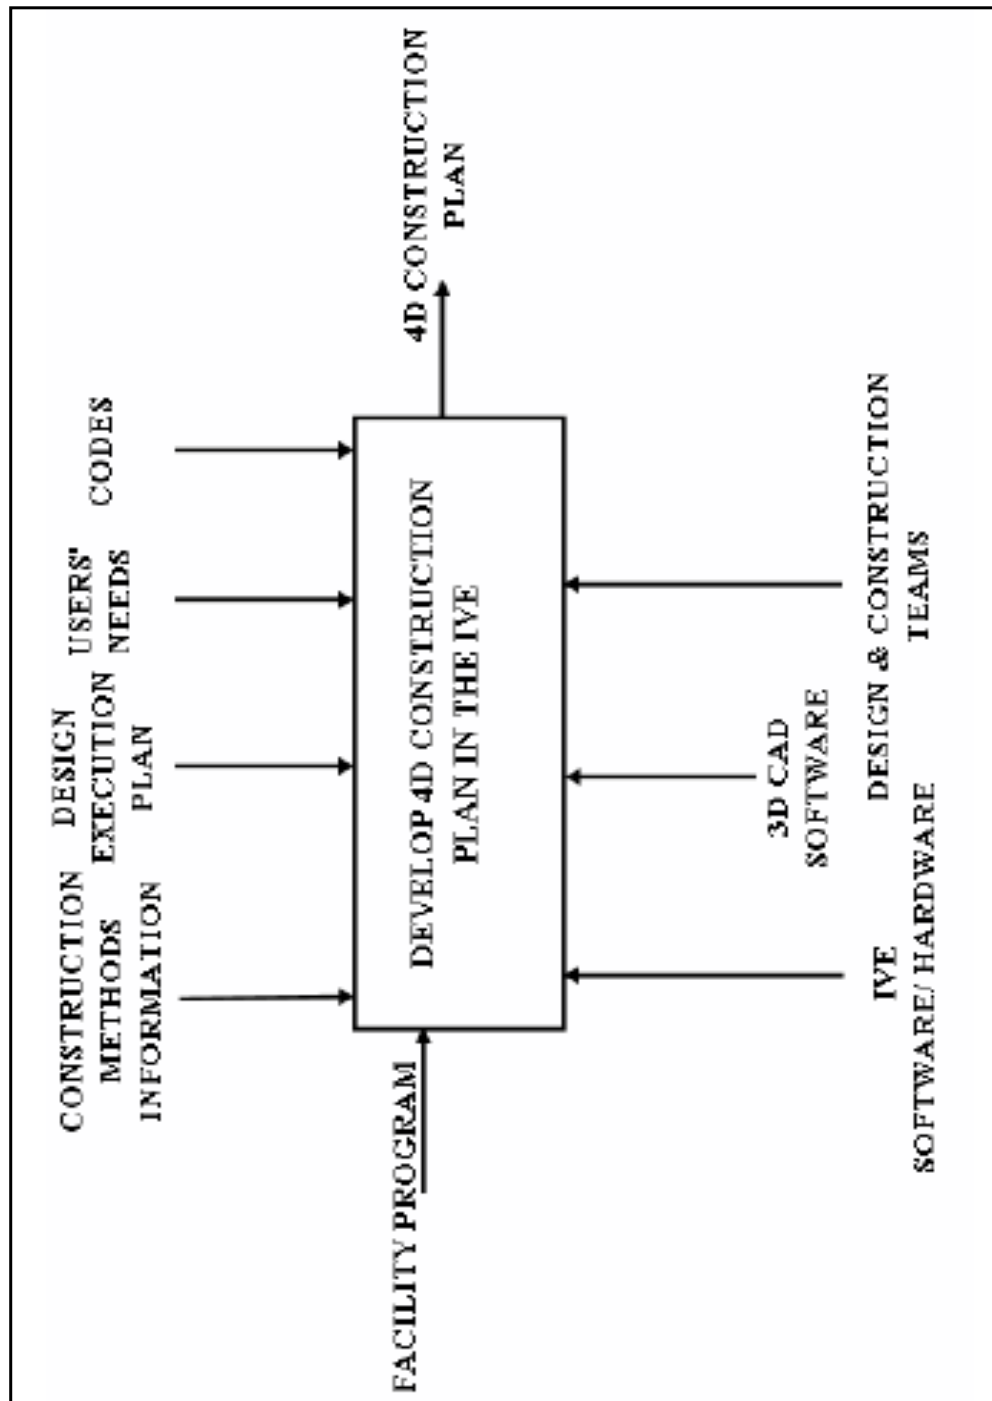 CONSTRUCTION
METHODS
INFORMATION
DESIGN
EXECUTION
PLAN
USERS"
NEEDS
CODES
FACILITY PROGRAM
DEVELOP 4D CONSTRUCTION
PLAN IN THE IVE
4D CONSTRUCTION
PLAN
IVE
SOFTWARE/ HARDWARE
3D CAD
SOFTWARE
DESIGN & CONSTRUCTION
TEAMS